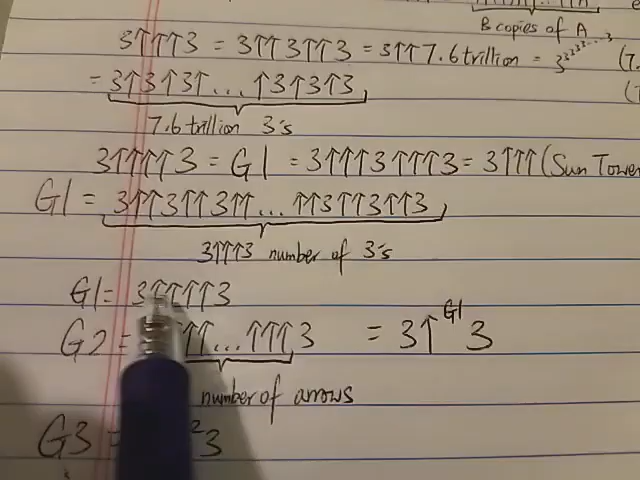 B copies of A
3↑↑↑3 = 3↑↑3↑↑3 = 3↑↑7.6 trillion = 3^3^3^3^...^3 (7.
= 3↑3↑3↑...↑3↑3↑3
7.6 trillion 3's
3↑↑↑↑3 = G1 = 3↑↑↑3↑↑↑3 = 3↑↑↑(Sun Tower
G1 = 3↑↑3↑↑3↑↑...↑↑3↑↑3↑↑3
3↑↑↑3 number of 3's
G1 = 3↑↑↑↑3
G2 = ↑↑...↑↑↑3 = 3↑^G1 3
number of arrows
G3 = ²3